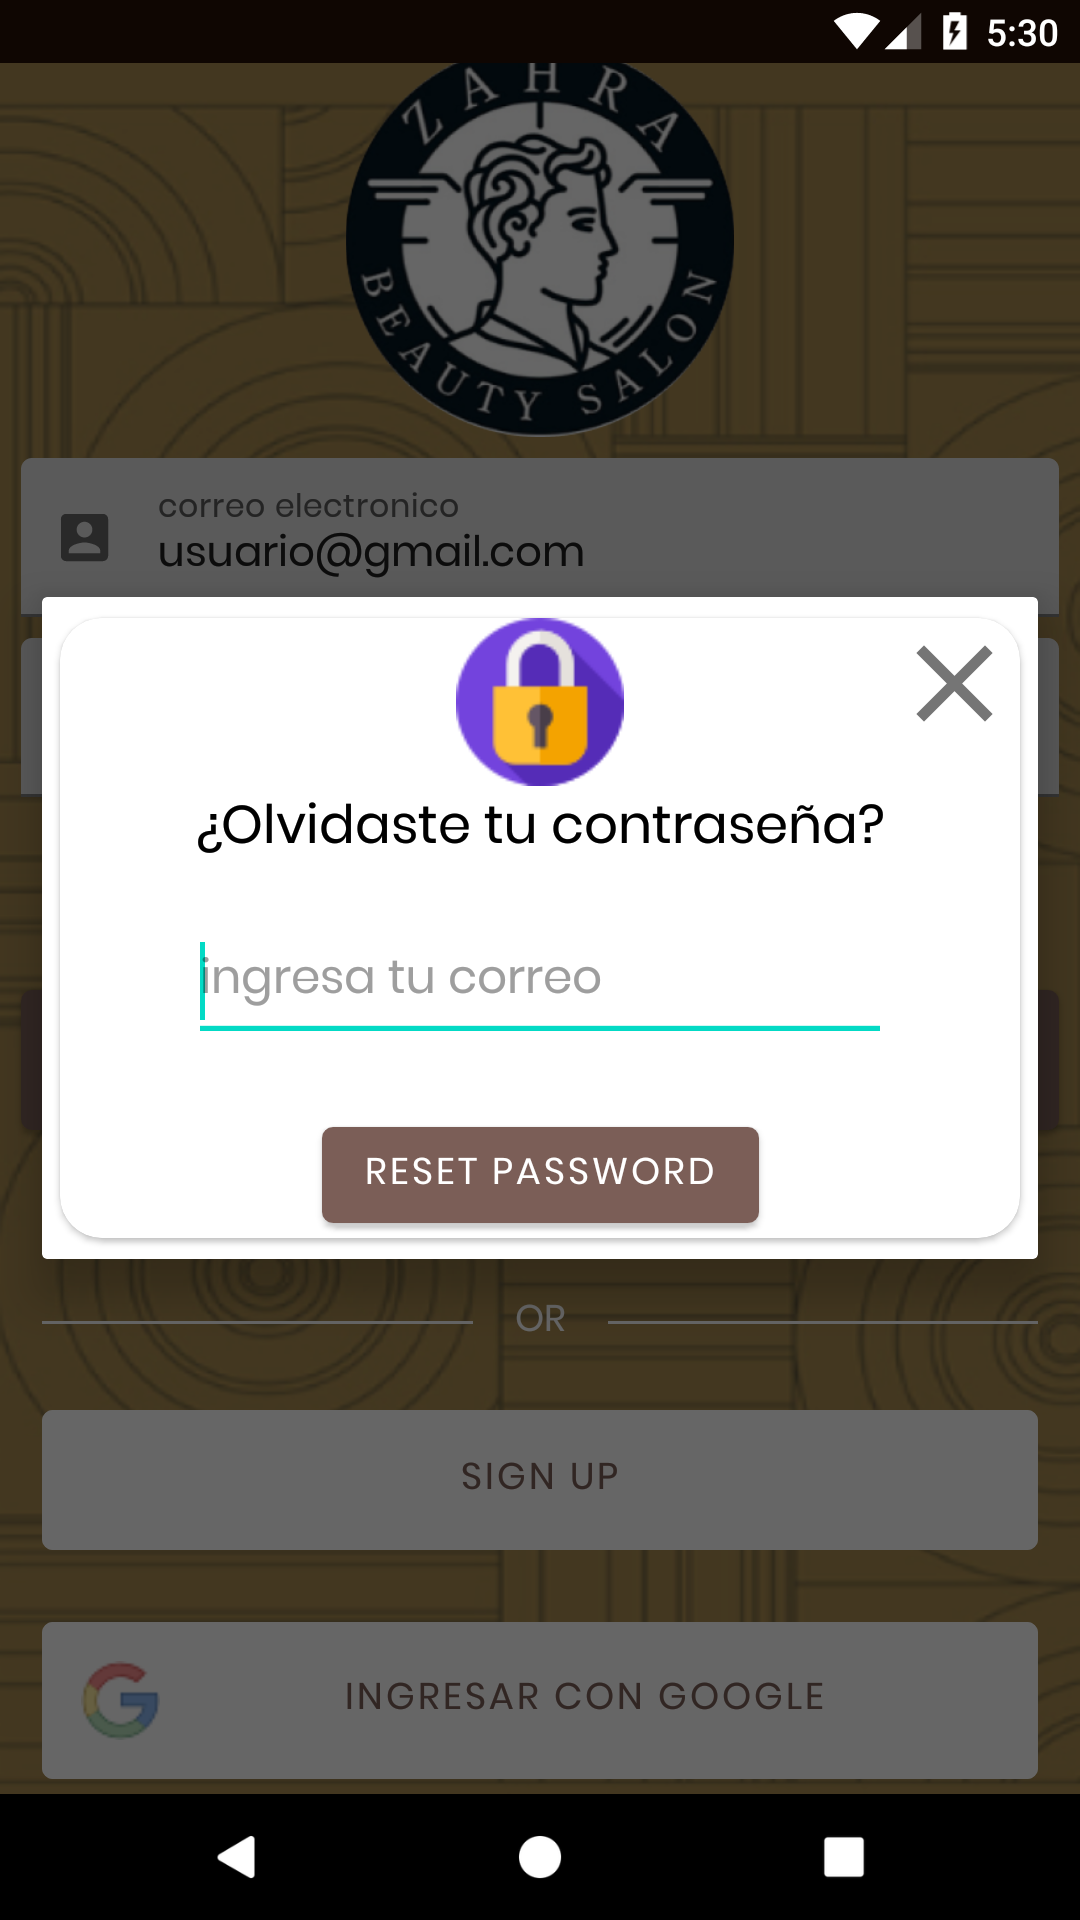 5:30
ZAHRA
BEAUTY SALON
correo electronico
usuario@gmail.com
¿Olvidaste tu contraseña?
ingresa tu correo
RESET PASSWORD
OR
SIGN UP
INGRESAR CON GOOGLE